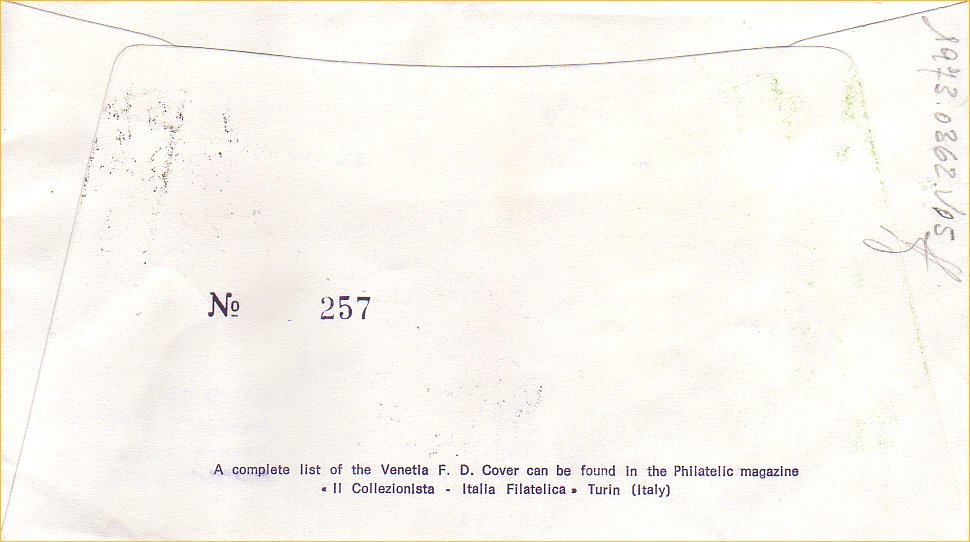 № 257
A complete list of the Venetia F. D. Cover can be found in the Philatelic magazine
« Il Collezionista - Italia Filatelica » Turin (Italy)